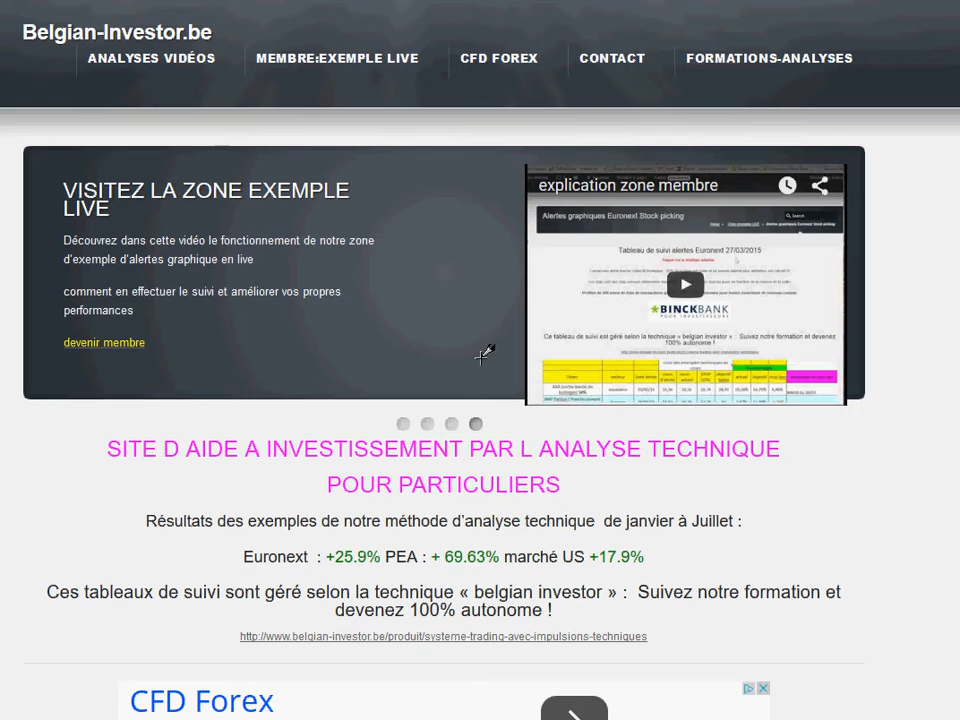 Belgian-Investor.be
ANALYSES VIDÉOS
MEMBRE:EXEMPLE LIVE
CFD FOREX
CONTACT
FORMATIONS-ANALYSES
VISITEZ LA ZONE EXEMPLE
LIVE
Découvrez dans cette vidéo le fonctionnement de notre zone
d'exemple d'alertes graphique en live
comment en effectuer le suivi et améliorer vos propres
performances
devenir membre
explication zone membre
Alertes graphiques Euronext Stock picking
Tableau de suivi alertes Euronext 27/03/2015
BINCKBANK
POUR INVESTISSEURS
Ce tableau de suivi est géré selon la technique « belgian investor » : Suivez notre formation et devenez
100% autonome !
SITE D AIDE A INVESTISSEMENT PAR L ANALYSE TECHNIQUE
POUR PARTICULIERS
Résultats des exemples de notre méthode d'analyse technique de janvier à Juillet :
Euronext : +25.9% PEA : + 69.63% marché US +17.9%
Ces tableaux de suivi sont géré selon la technique « belgian investor » : Suivez notre formation et
devenez 100% autonome !
http://www.belgian-investor.be/produit/systeme-trading-avec-impulsions-techniques
CFD Forex